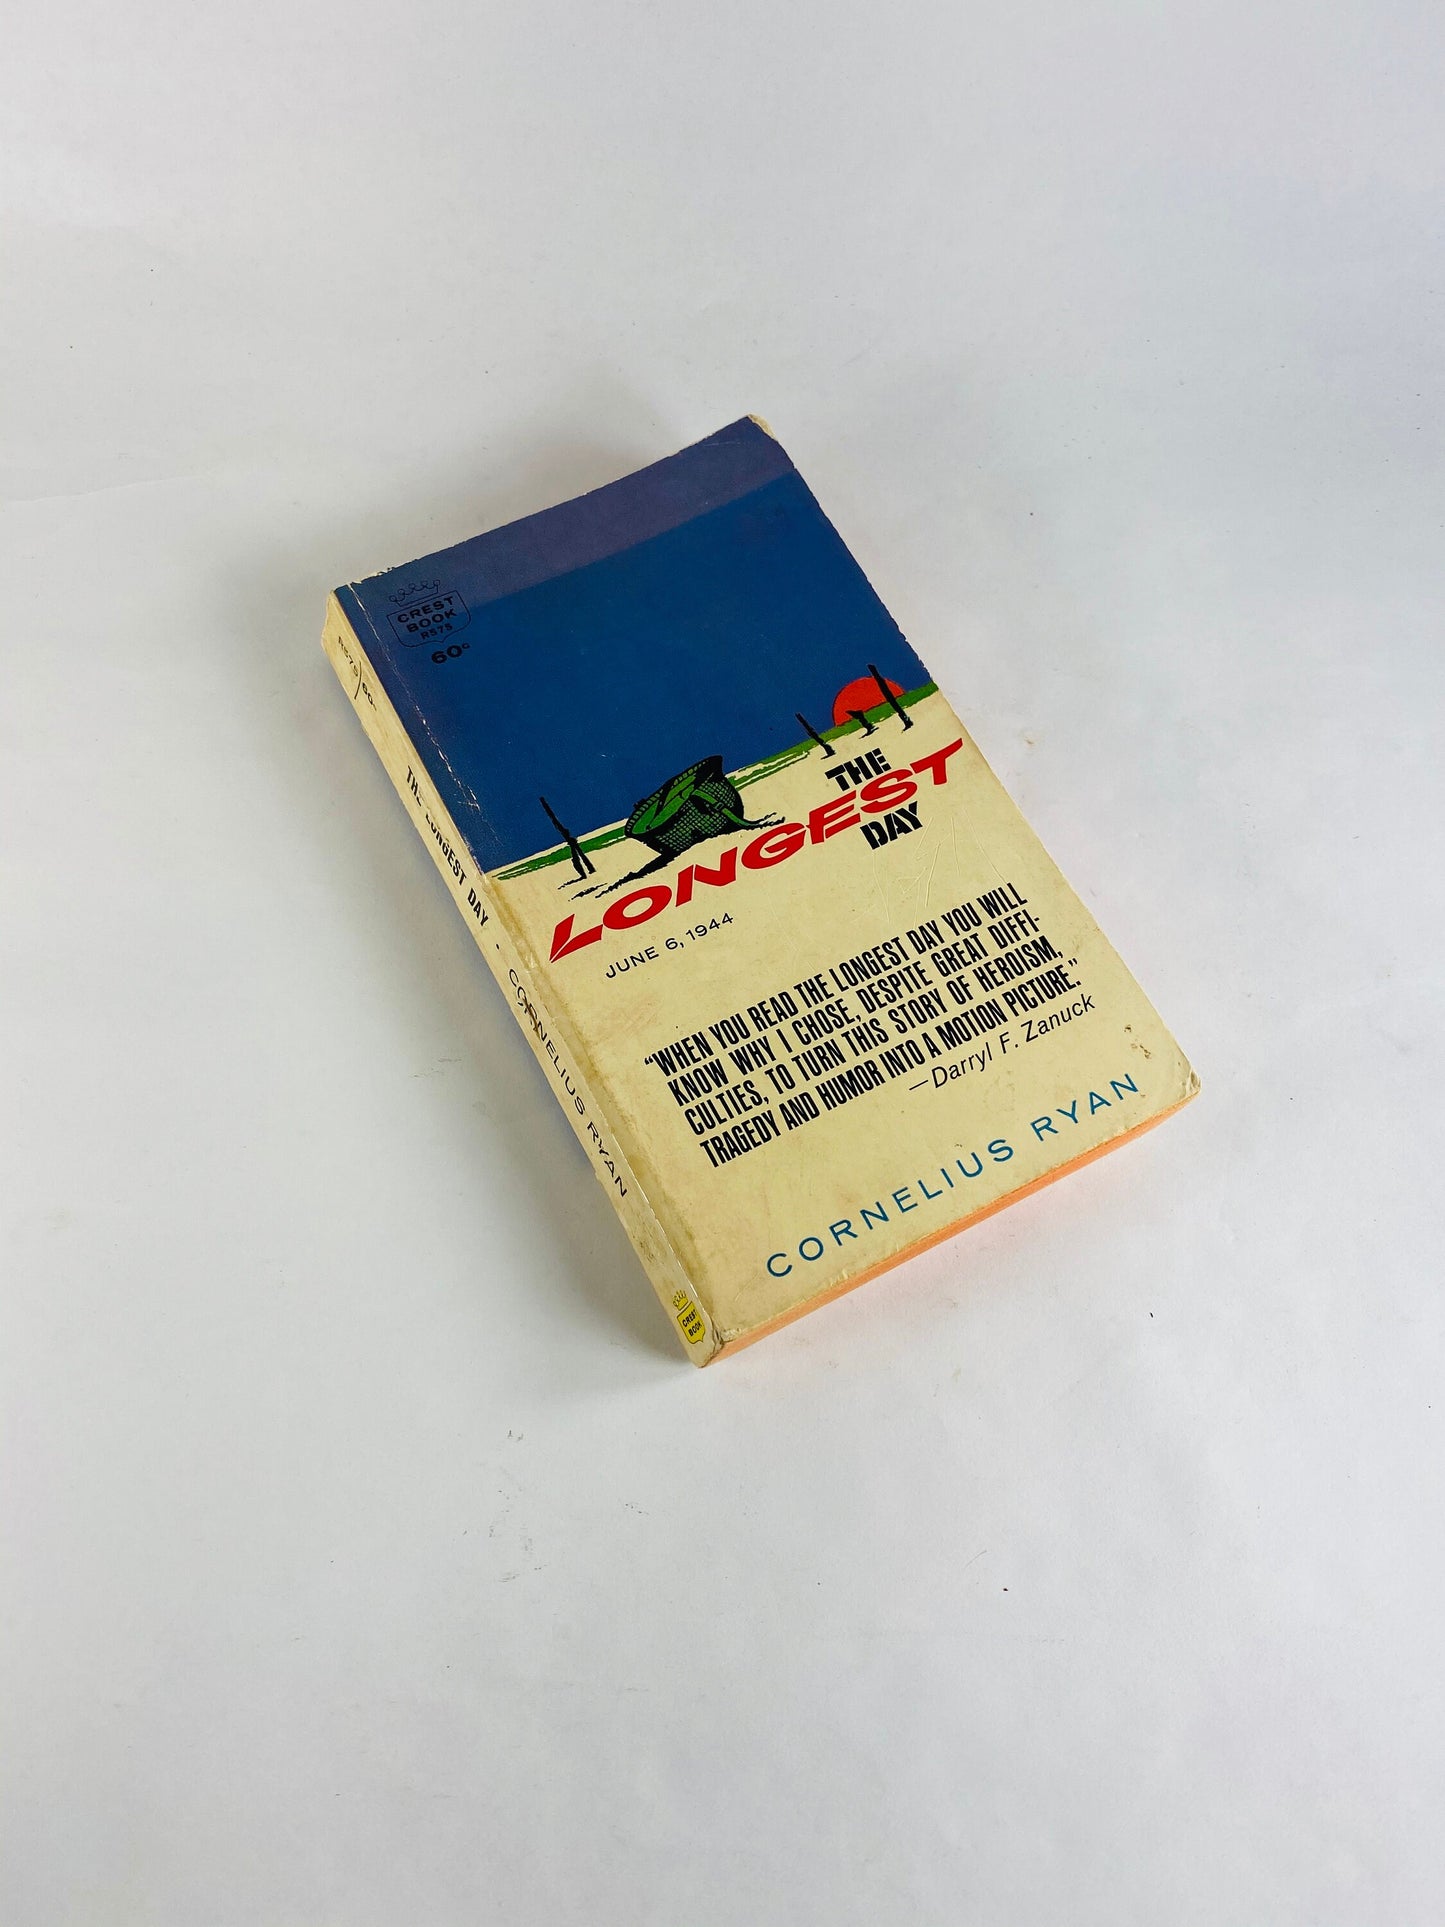 CREST
BOOK
R575
60¢
THE
LONGEST
DAY
JUNE 6, 1944
“WHEN YOU READ THE LONGEST DAY YOU WILL
KNOW WHY I CHOSE, DESPITE GREAT DIFFI-
CULTIES, TO TURN THIS STORY OF HEROISM,
TRAGEDY AND HUMOR INTO A MOTION PICTURE.”
—Darryl F. Zanuck
CORNELIUS RYAN
R575 60¢
THE LONGEST DAY · CORNELIUS RYAN
CREST
BOOK